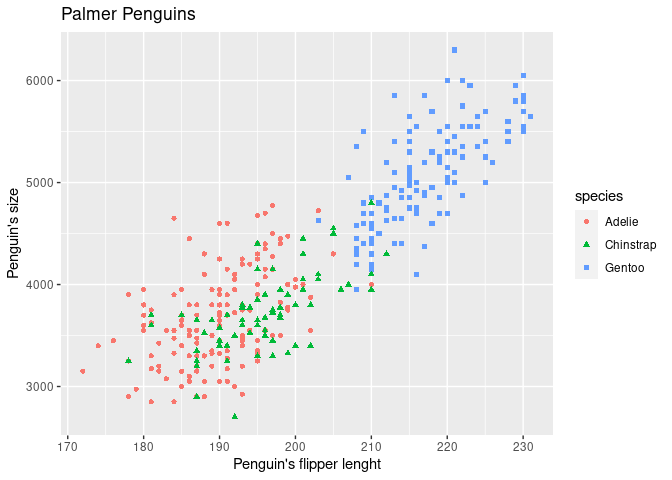 Palmer Penguins
6000
5000
4000
3000
Penguin's size
170 180 190 200 210 220 230
Penguin's flipper lenght
species
Adelie
Chinstrap
Gentoo